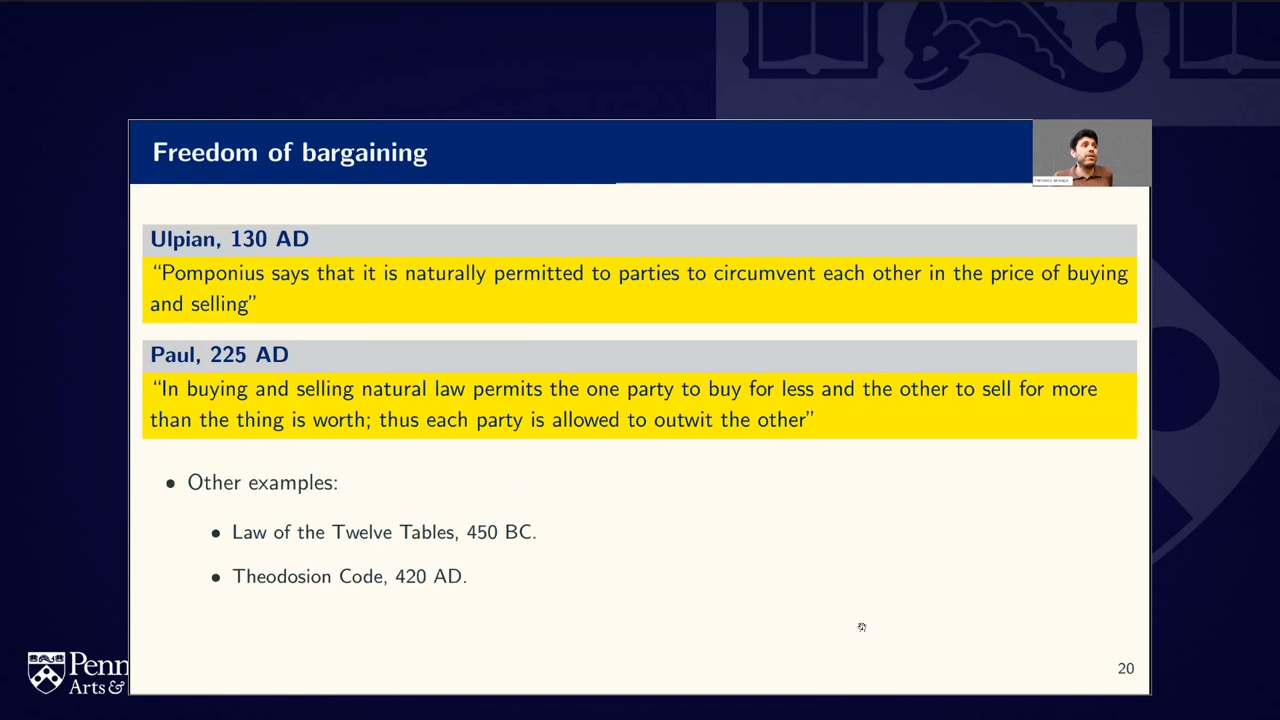 Freedom of bargaining
Ulpian, 130 AD
“Pomponius says that it is naturally permitted to parties to circumvent each other in the price of buying
and selling”
Paul, 225 AD
“In buying and selling natural law permits the one party to buy for less and the other to sell for more
than the thing is worth; thus each party is allowed to outwit the other”
• Other examples:
• Law of the Twelve Tables, 450 BC.
• Theodosion Code, 420 AD.
20
Penn
Arts &